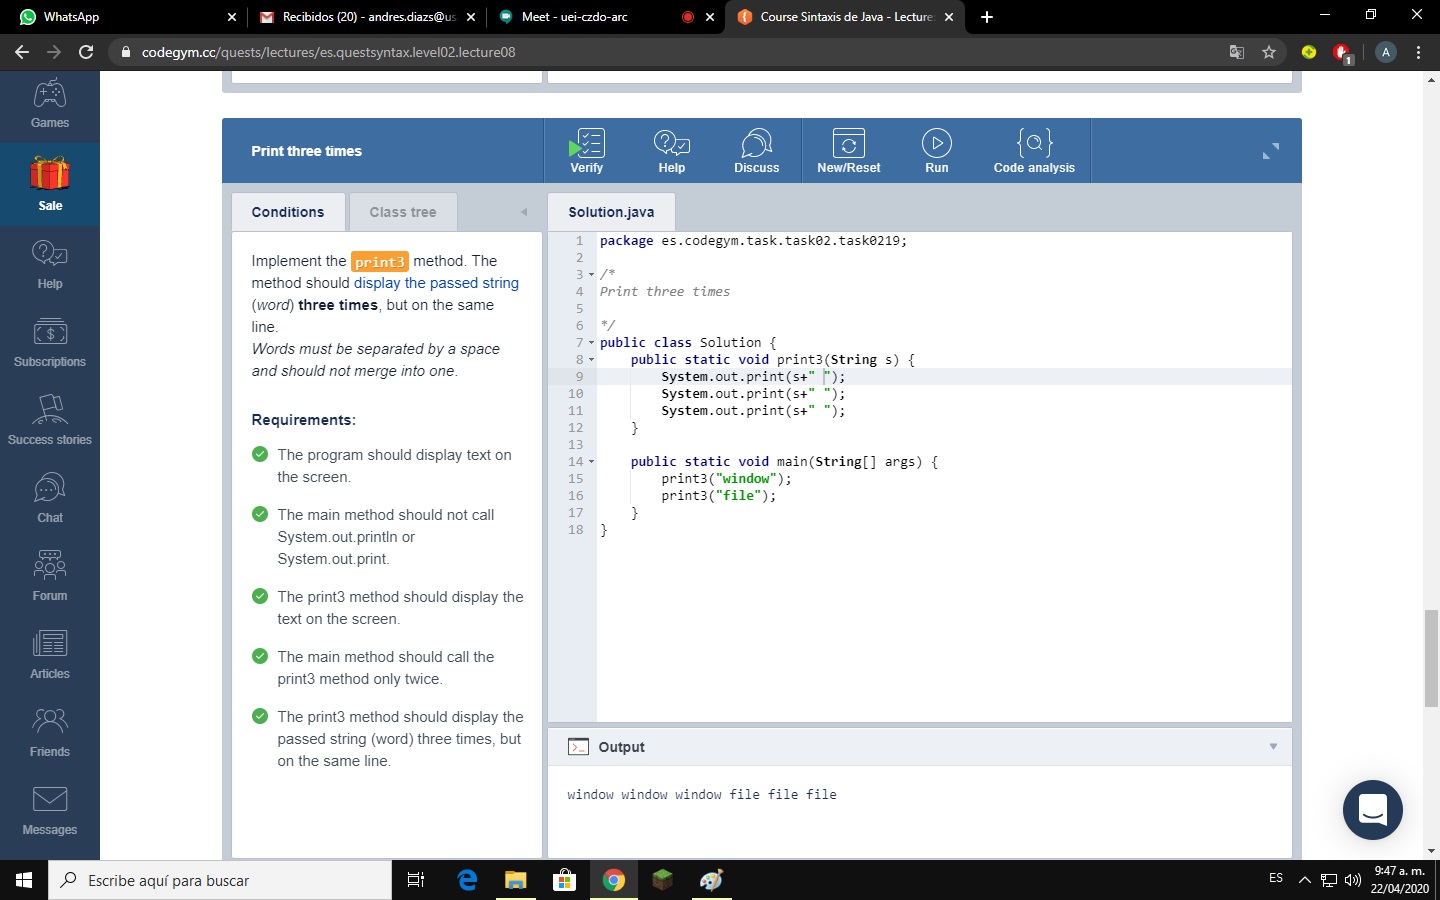 WhatsApp
Recibidos (20) - andres.diazs@us
Meet - uei-czdo-arc
Course Sintaxis de Java - Lecture
codegym.cc/quests/lectures/es.questsyntax.level02.lecture08
A
1
Games
Sale
Help
Subscriptions
Success stories
Chat
Forum
Articles
Friends
Messages
Print three times
Verify
Help
Discuss
New/Reset
Run
Code analysis
Conditions
Class tree
Implement the print3 method. The
method should display the passed string
(word) three times, but on the same
line.
Words must be separated by a space
and should not merge into one.
Requirements:
The program should display text on
the screen.
The main method should not call
System.out.println or
System.out.print.
The print3 method should display the
text on the screen.
The main method should call the
print3 method only twice.
The print3 method should display the
passed string (word) three times, but
on the same line.
Solution.java
1 package es.codegym.task.task02.task0219;
2
3 /*
4 Print three times
5
6 */
7 public class Solution {
8 public static void print3(String s) {
9 System.out.print(s+" ");
10 System.out.print(s+" ");
11 System.out.print(s+" ");
12 }
13
14 public static void main(String[] args) {
15 print3("window");
16 print3("file");
17 }
18 }
Output
window window window file file file
Escribe aquí para buscar
ES
9:47 a. m.
22/04/2020